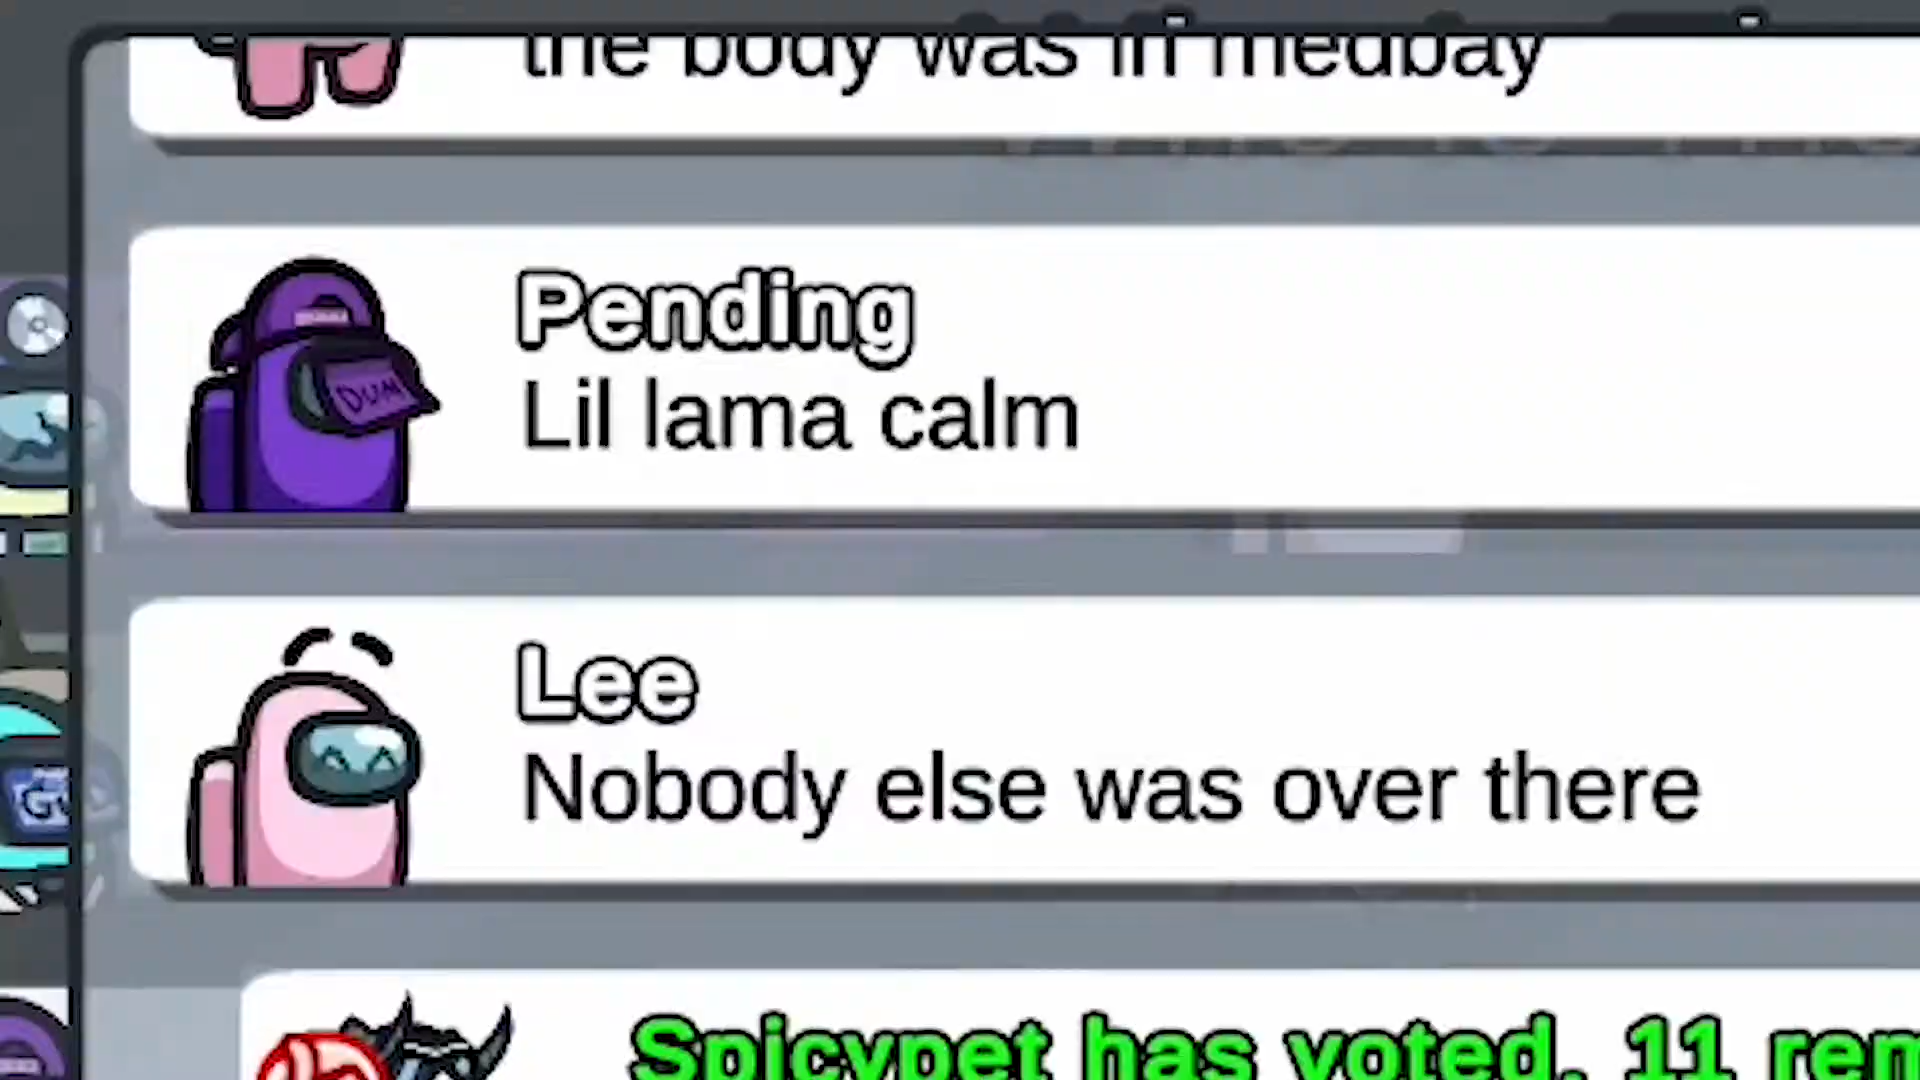 the body was in medbay
Pending
DUM
Lil lama calm
Lee
Nobody else was over there
Spicypet has voted. 11